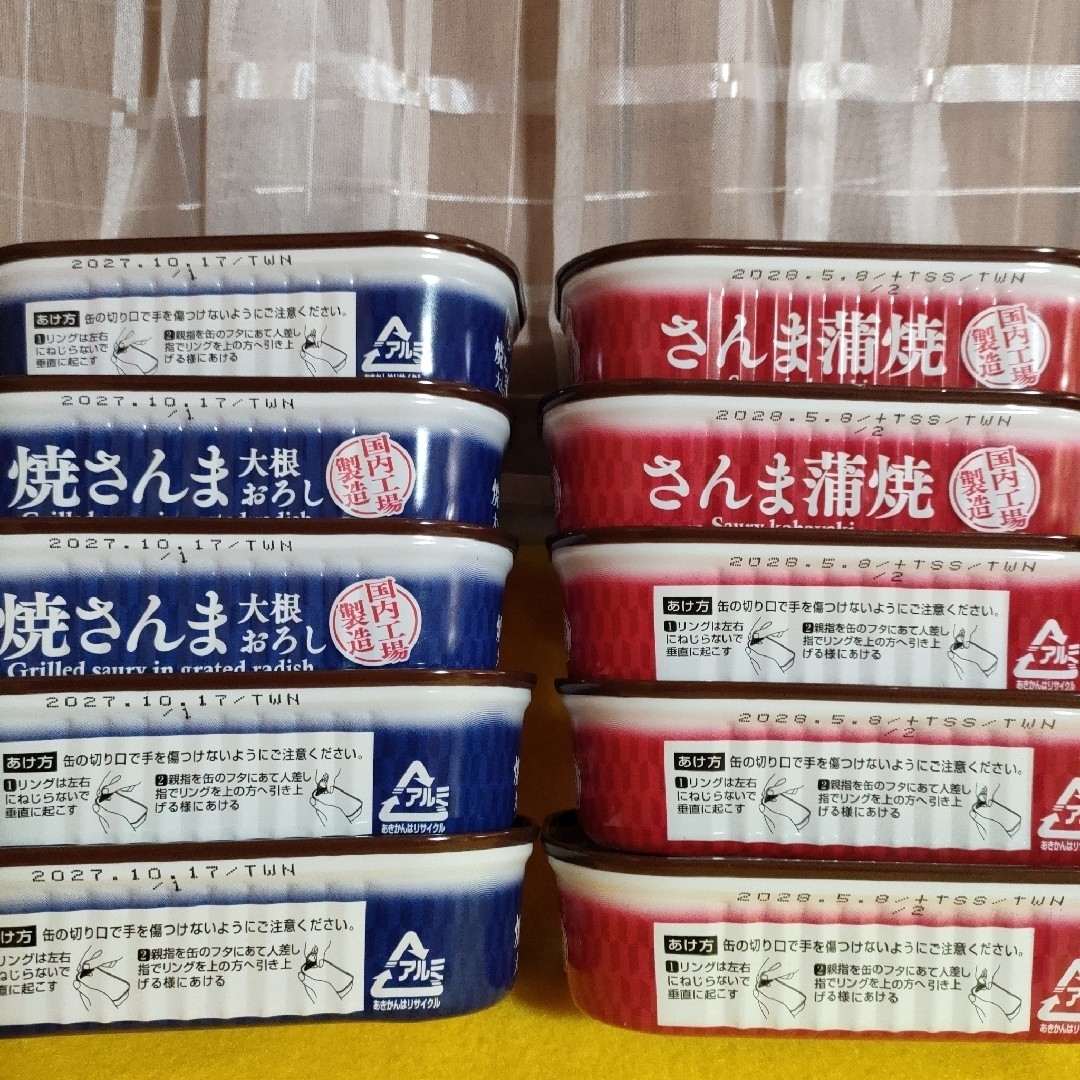 2027.10.17/TWN
/1
あけ方 缶の切り口で手を傷つけないようにご注意ください。
1リングは左右
にねじらないで
垂直に起こす
2親指を缶のフタにあて人差し
指でリングを上の方へ引き上
げる様にあける
アルミ
2027.10.17/TWN
/1
焼さんま 大根
おろし
国内工場
製造
2027.10.17/TWN
/1
焼さんま 大根
おろし
Grilled saury in grated radish
国内工場
製造
2027.10.17/TWN
/1
あけ方 缶の切り口で手を傷つけないようにご注意ください。
1リングは左右
にねじらないで
垂直に起こす
2親指を缶のフタにあて人差し
指でリングを上の方へ引き上
げる様にあける
アルミ
あきかんはリサイクル
2027.10.17/TWN
/1
け方 缶の切り口で手を傷つけないようにご注意ください。
リングは左右
ねじらないで
直に起こす
2親指を缶のフタにあて人差し
指でリングを上の方へ引き上
げる様にあける
アルミ
あきかんはリサイクル
2028.5.8/+TSS/TWN
/2
さんま蒲焼
国内工場
製造
2028.5.8/+TSS/TWN
/2
さんま蒲焼
Saury kabayaki
国内工場
製造
2028.5.8/+TSS/TWN
/2
あけ方 缶の切り口で手を傷つけないようにご注意ください。
1リングは左右
にねじらないで
垂直に起こす
2親指を缶のフタにあて人差し
指でリングを上の方へ引き上
げる様にあける
アルミ
あきかんはリサイクル
2028.5.8/+TSS/TWN
/2
あけ方 缶の切り口で手を傷つけないようにご注意ください。
1リングは左右
にねじらないで
垂直に起こす
2親指を缶のフタにあて人差し
指でリングを上の方へ引き上
げる様にあける
アル
あきかんはリサ
2028.5.8/+TSS/TWN
/2
あけ方 缶の切り口で手を傷つけないようにご注意ください。
1リングは左右
にねじらないで
垂直に起こす
2親指を缶のフタにあて人差し
指でリングを上の方へ引き上
げる様にあける
アル
あきかんはリサ